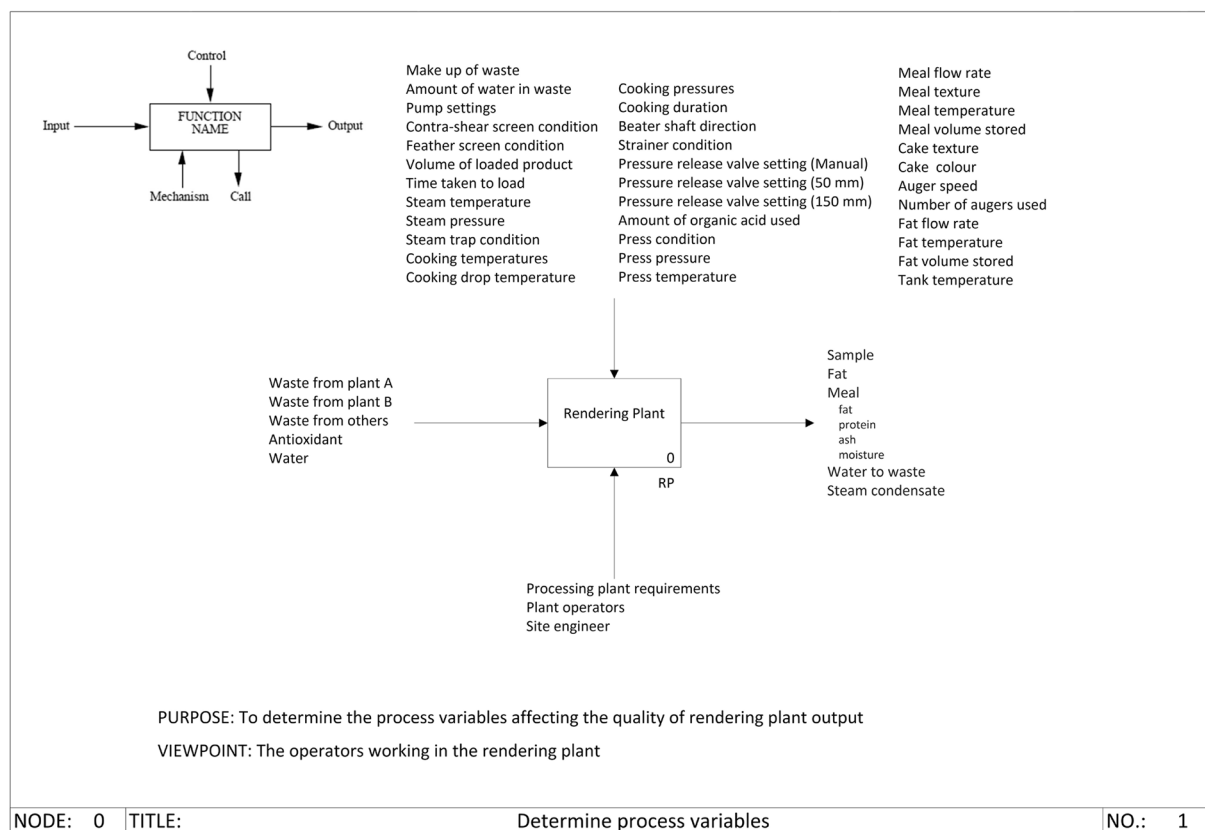 Control
Input
FUNCTION
NAME
Output
Mechanism
Call
Make up of waste
Amount of water in waste
Pump settings
Contra-shear screen condition
Feather screen condition
Volume of loaded product
Time taken to load
Steam temperature
Steam pressure
Steam trap condition
Cooking temperatures
Cooking drop temperature
Cooking pressures
Cooking duration
Beater shaft direction
Strainer condition
Pressure release valve setting (Manual)
Pressure release valve setting (50 mm)
Pressure release valve setting (150 mm)
Amount of organic acid used
Press condition
Press pressure
Press temperature
Meal flow rate
Meal texture
Meal temperature
Meal volume stored
Cake texture
Cake colour
Auger speed
Number of augers used
Fat flow rate
Fat temperature
Fat volume stored
Tank temperature
Waste from plant A
Waste from plant B
Waste from others
Antioxidant
Water
Rendering Plant
0
RP
Sample
Fat
Meal
fat
protein
ash
moisture
Water to waste
Steam condensate
Processing plant requirements
Plant operators
Site engineer
PURPOSE: To determine the process variables affecting the quality of rendering plant output
VIEWPOINT: The operators working in the rendering plant
NODE: 0 TITLE: Determine process variables NO.: 1